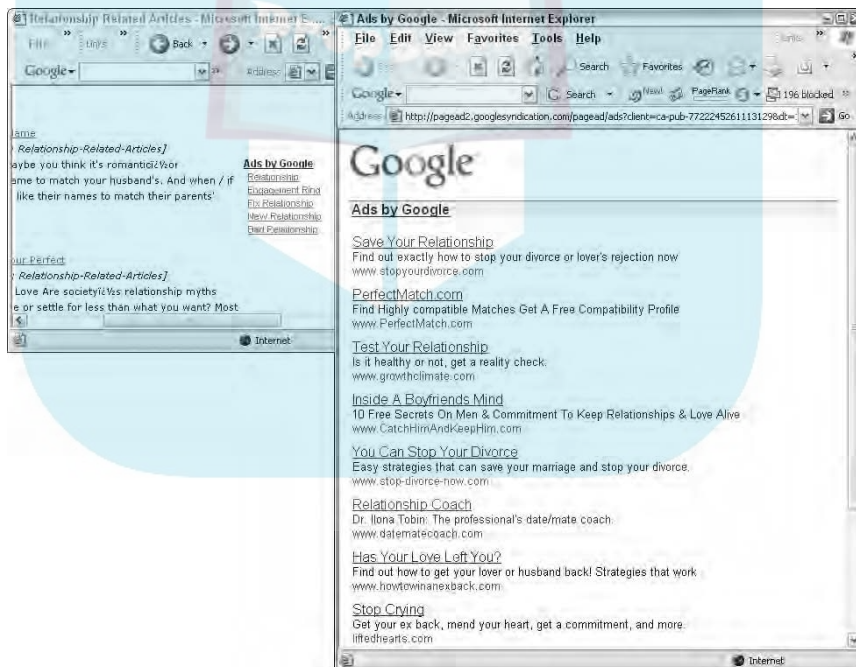 Relationship Related Articles - Microsoft Internet E...
File
Links
Back
Google
Address
Relationship-Related-Articles]
aybe you think it's romanticï¿½or
ame to match your husband's. And when / if
like their names to match their parents'
Ads by Google
Relationship
Engagement Ring
Fix Relationship
New Relationship
Bad Relationship
our Perfect
Relationship-Related-Articles]
Love Are societyï¿½s relationship myths
e or settle for less than what you want? Most
Internet
Ads by Google - Microsoft Internet Explorer
File Edit View Favorites Tools Help
Search Favorites
Google Search New! PageRank 196 blocked
Address http://pagead2.googlesyndication.com/pagead/ads?client=ca-pub-7722245261113129&dt= Go
Google
Ads by Google
Save Your Relationship
Find out exactly how to stop your divorce or lover's rejection now
www.stopyourdivorce.com
PerfectMatch.com
Find Highly compatible Matches Get A Free Compatibility Profile
www.PerfectMatch.com
Test Your Relationship
Is it healthy or not, get a reality check.
www.growthclimate.com
Inside A Boyfriends Mind
10 Free Secrets On Men & Commitment To Keep Relationships & Love Alive
www.CatchHimAndKeepHim.com
You Can Stop Your Divorce
Easy strategies that can save your marriage and stop your divorce.
www.stop-divorce-now.com
Relationship Coach
Dr. Ilona Tobin: The professional's date/mate coach.
www.datematecoach.com
Has Your Love Left You?
Find out how to get your lover or husband back! Strategies that work
www.howtowinanexback.com
Stop Crying
Get your ex back, mend your heart, get a commitment, and more.
liftedhearts.com
Internet